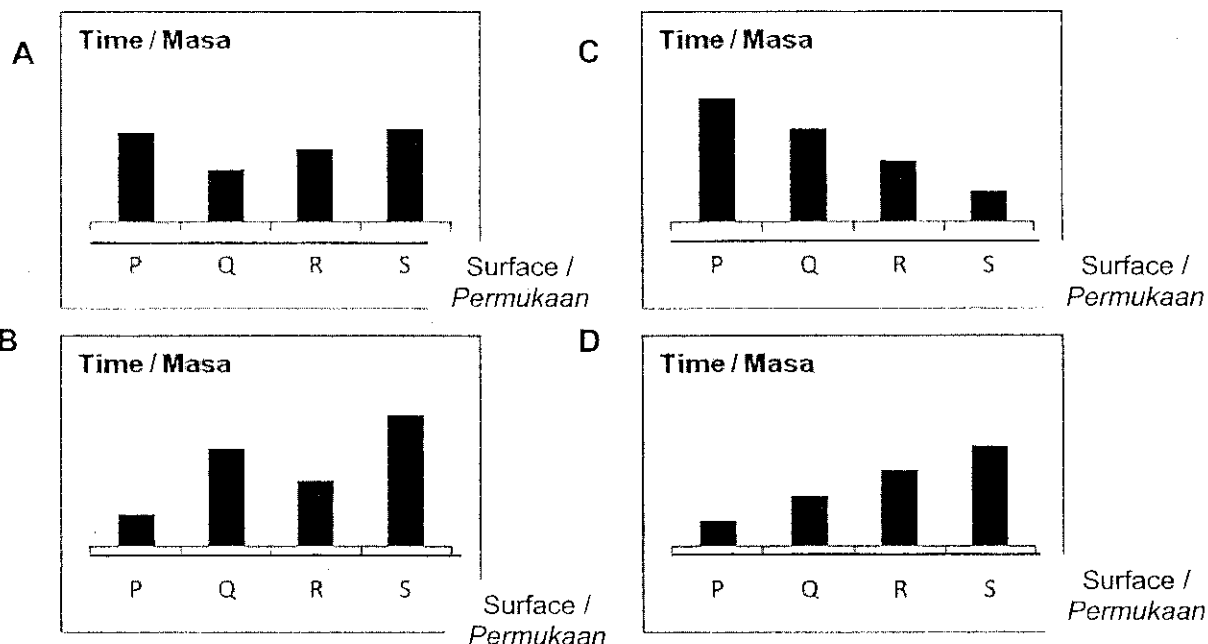 A
Time / Masa
P Q R S
Surface /
Permukaan
C
Time / Masa
P Q R S
Surface /
Permukaan
B
Time / Masa
P Q R S
Surface /
Permukaan
D
Time / Masa
P Q R S
Surface /
Permukaan